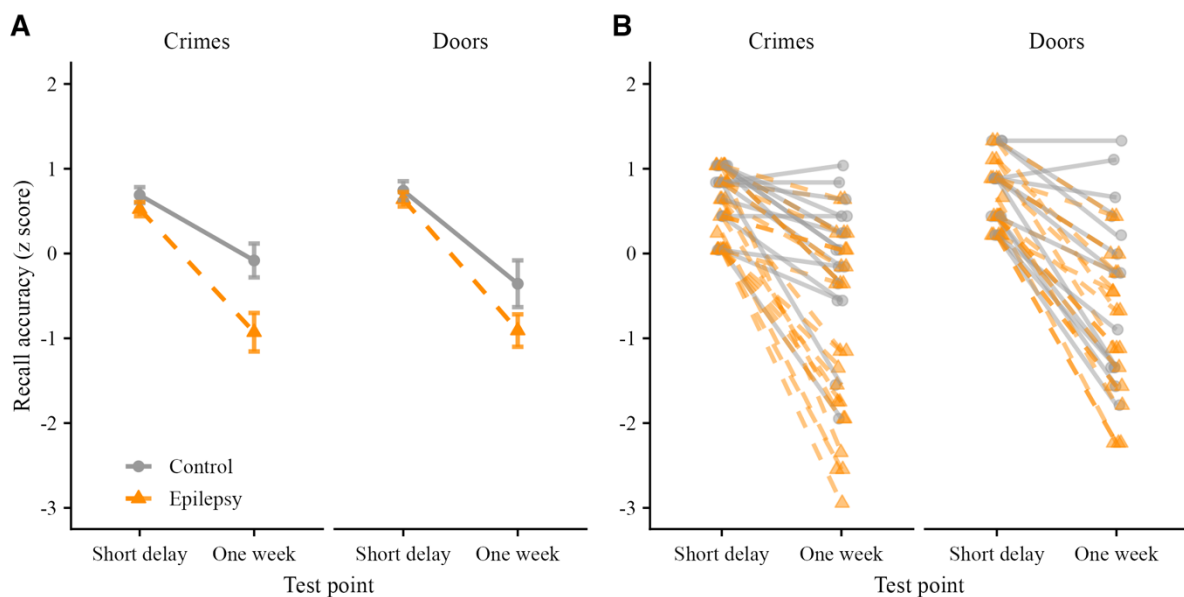 A
Crimes
Doors
Recall accuracy (z score)
2
1
0
-1
-2
-3
Control
Epilepsy
Short delay
One week
Short delay
One week
Test point
B
Crimes
Doors
2
1
0
-1
-2
-3
Short delay
One week
Short delay
One week
Test point